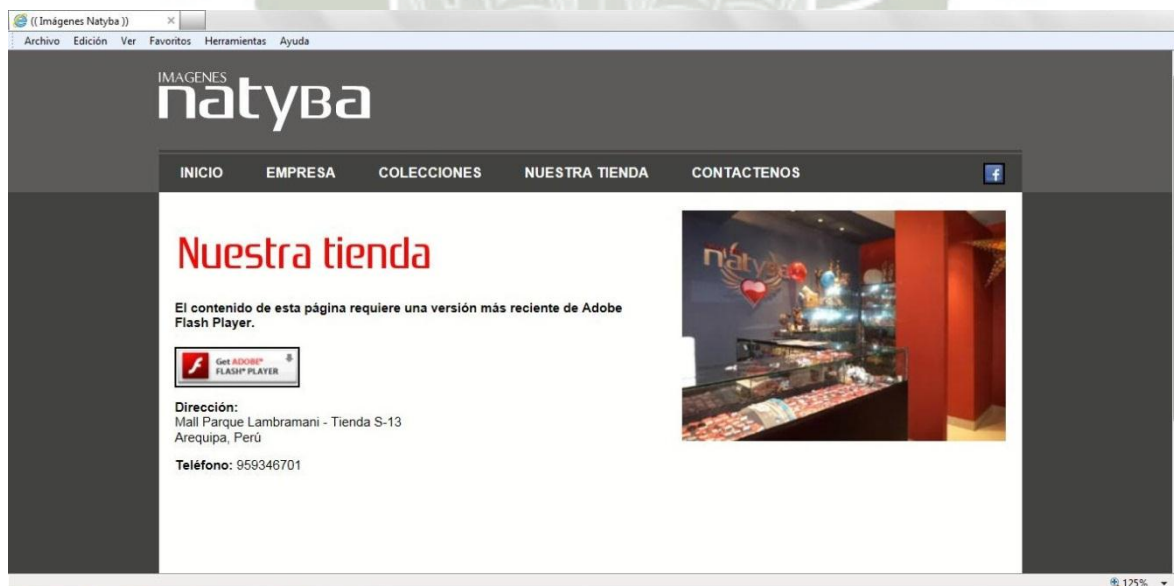 (( Imágenes Natyba ))
Archivo Edición Ver Favoritos Herramientas Ayuda
IMAGENES
natyBa
INICIO EMPRESA COLECCIONES NUESTRA TIENDA CONTACTENOS
f
Nuestra tienda
natyba
El contenido de esta página requiere una versión más reciente de Adobe
Flash Player.
Get ADOBE®
FLASH® PLAYER
Dirección:
Mall Parque Lambramani - Tienda S-13
Arequipa, Perú
Teléfono: 959346701
125%